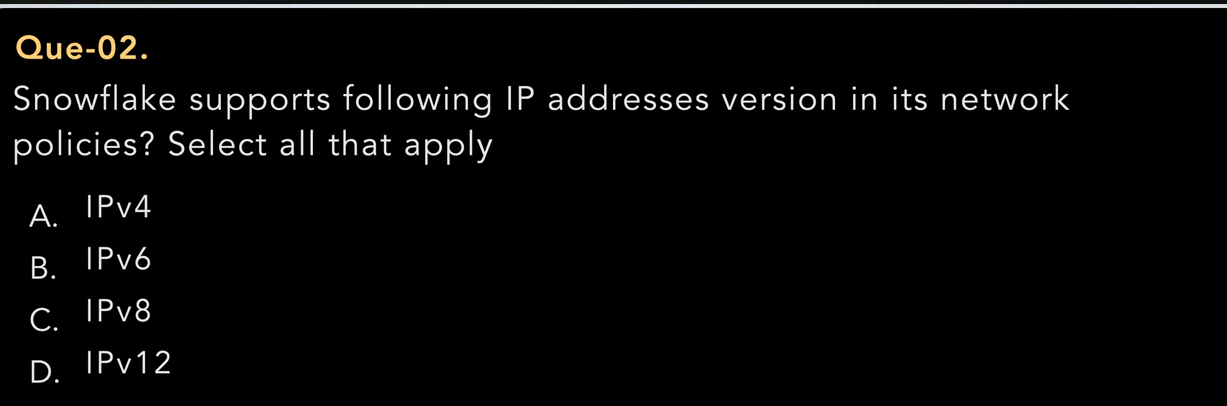 Que-02.
Snowflake supports following IP addresses version in its network
policies? Select all that apply
A. IPv4
B. IPv6
C. IPv8
D. IPv12